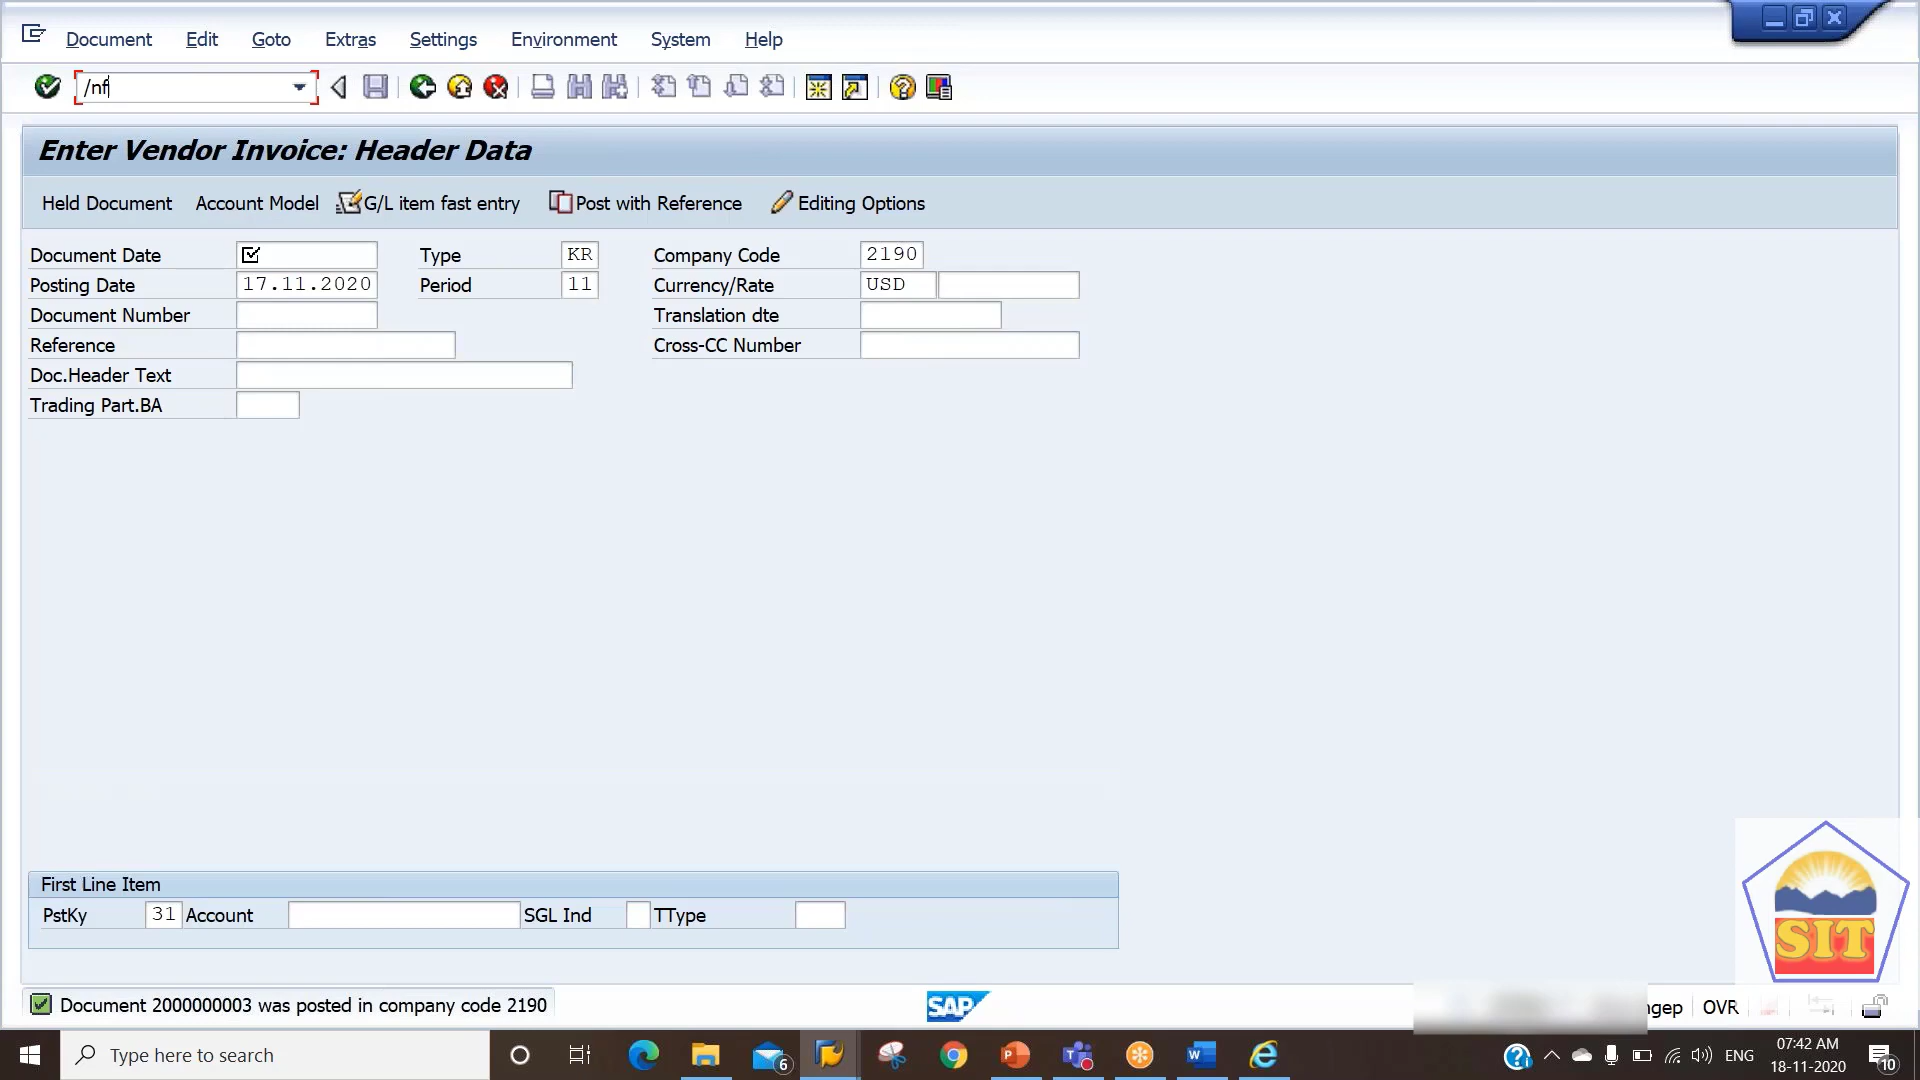 Document Edit Goto Extras Settings Environment System Help
/nf
Enter Vendor Invoice: Header Data
Held Document Account Model G/L item fast entry Post with Reference Editing Options
Document Date Type KR Company Code 2190
Posting Date 17.11.2020 Period 11 Currency/Rate USD
Document Number Translation dte
Reference Cross-CC Number
Doc.Header Text
Trading Part.BA
First Line Item
PstKy 31 Account SGL Ind TType
SIT
Document 2000000003 was posted in company code 2190 SAP OVR
Type here to search 6 ENG 07:42 AM
18-11-2020 10